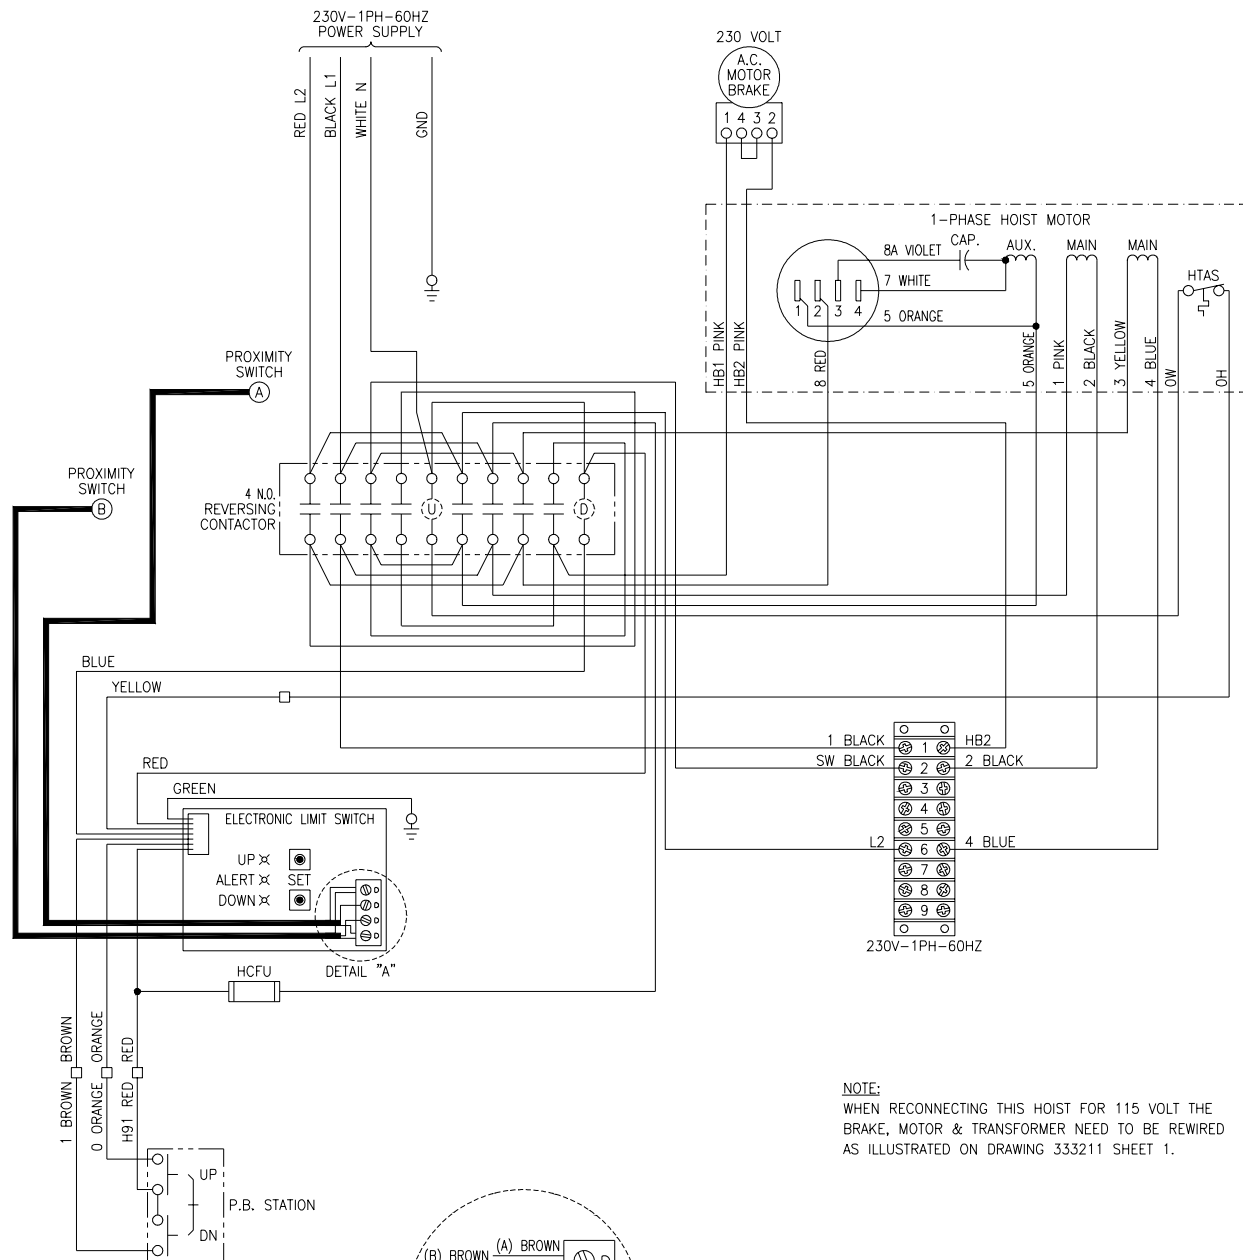 230V-1PH-60HZ
POWER SUPPLY
RED L2
BLACK L1
WHITE N
GND
230 VOLT
A.C.
MOTOR
BRAKE
1 4 3 2
HB1 PINK
HB2 PINK
1-PHASE HOIST MOTOR
8A VIOLET
CAP.
AUX.
MAIN
MAIN
HTAS
7 WHITE
1 2 3 4
5 ORANGE
8 RED
5 ORANGE
1 PINK
2 BLACK
3 YELLOW
4 BLUE
OW
OH
PROXIMITY
SWITCH
A
PROXIMITY
SWITCH
B
4 N.O.
REVERSING
CONTACTOR
U
D
BLUE
YELLOW
RED
GREEN
ELECTRONIC LIMIT SWITCH
UP
ALERT
SET
DOWN
DETAIL "A"
HCFU
1 BLACK
1
HB2
SW BLACK
2
2 BLACK
3
4
5
L2
6
4 BLUE
7
8
9
230V-1PH-60HZ
BROWN
ORANGE
RED
1 BROWN
0 ORANGE
H91 RED
UP
P.B. STATION
DN
NOTE:
WHEN RECONNECTING THIS HOIST FOR 115 VOLT THE
BRAKE, MOTOR & TRANSFORMER NEED TO BE REWIRED
AS ILLUSTRATED ON DRAWING 333211 SHEET 1.
(A) BROWN
(B) BROWN